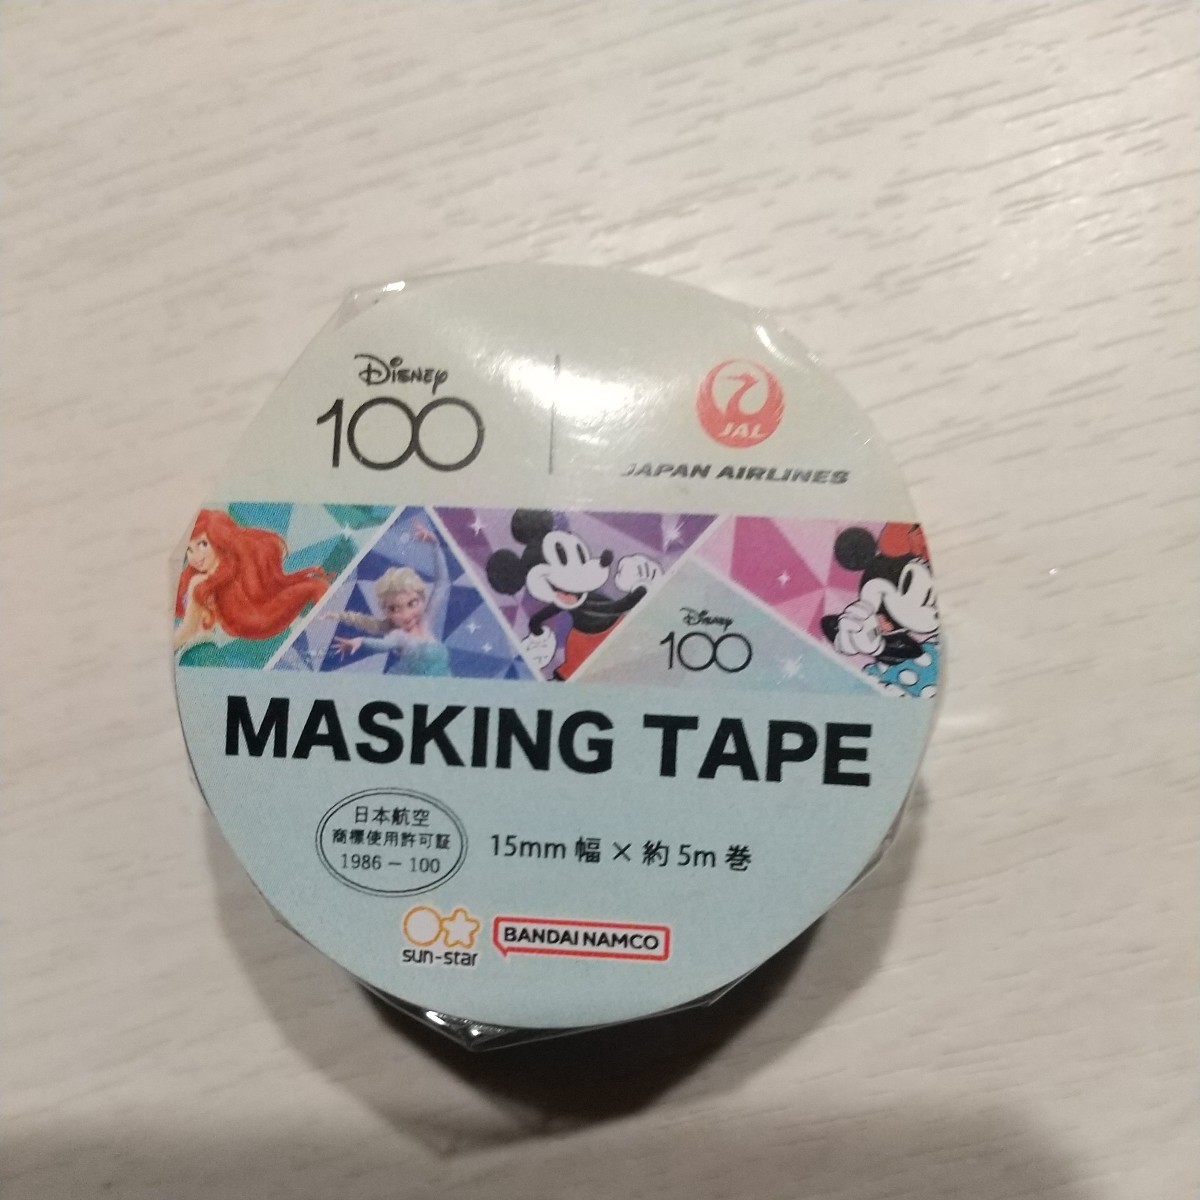 Disney
100
JAL
JAPAN AIRLINES
Disney
100
MASKING TAPE
日本航空
商標使用許可証
1986 - 100
15mm 幅 × 約 5m 巻
sun-star
BANDAI NAMCO